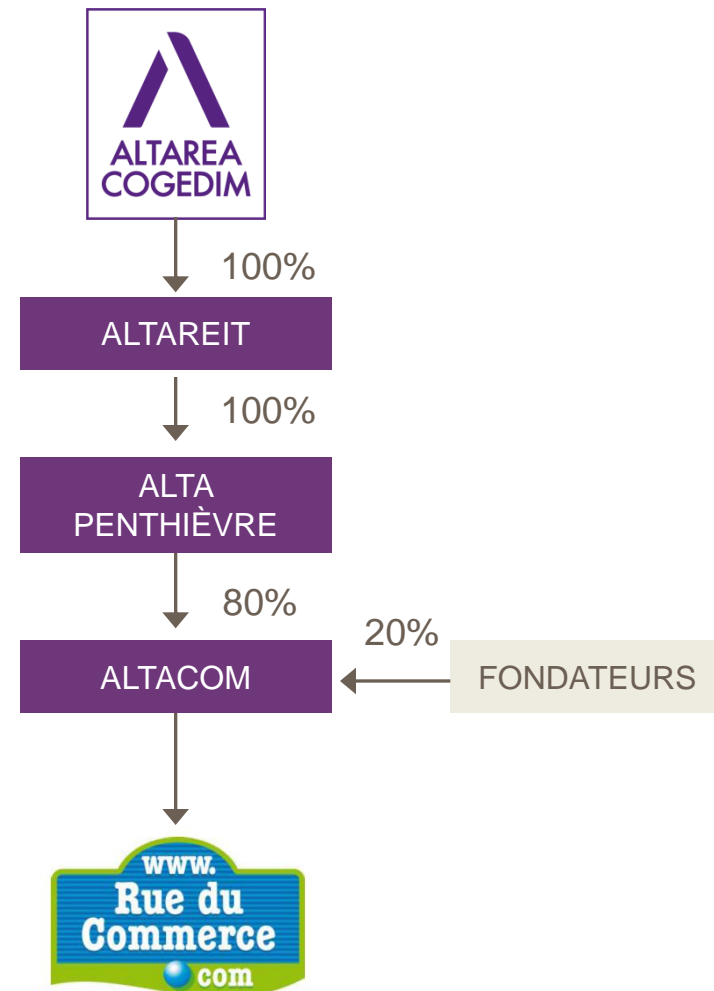 ALTAREA
COGEDIM
100%
ALTAREIT
100%
ALTA
PENTHIÈVRE
80%
20%
ALTACOM
FONDATEURS
www.
Rue du
Commerce
com